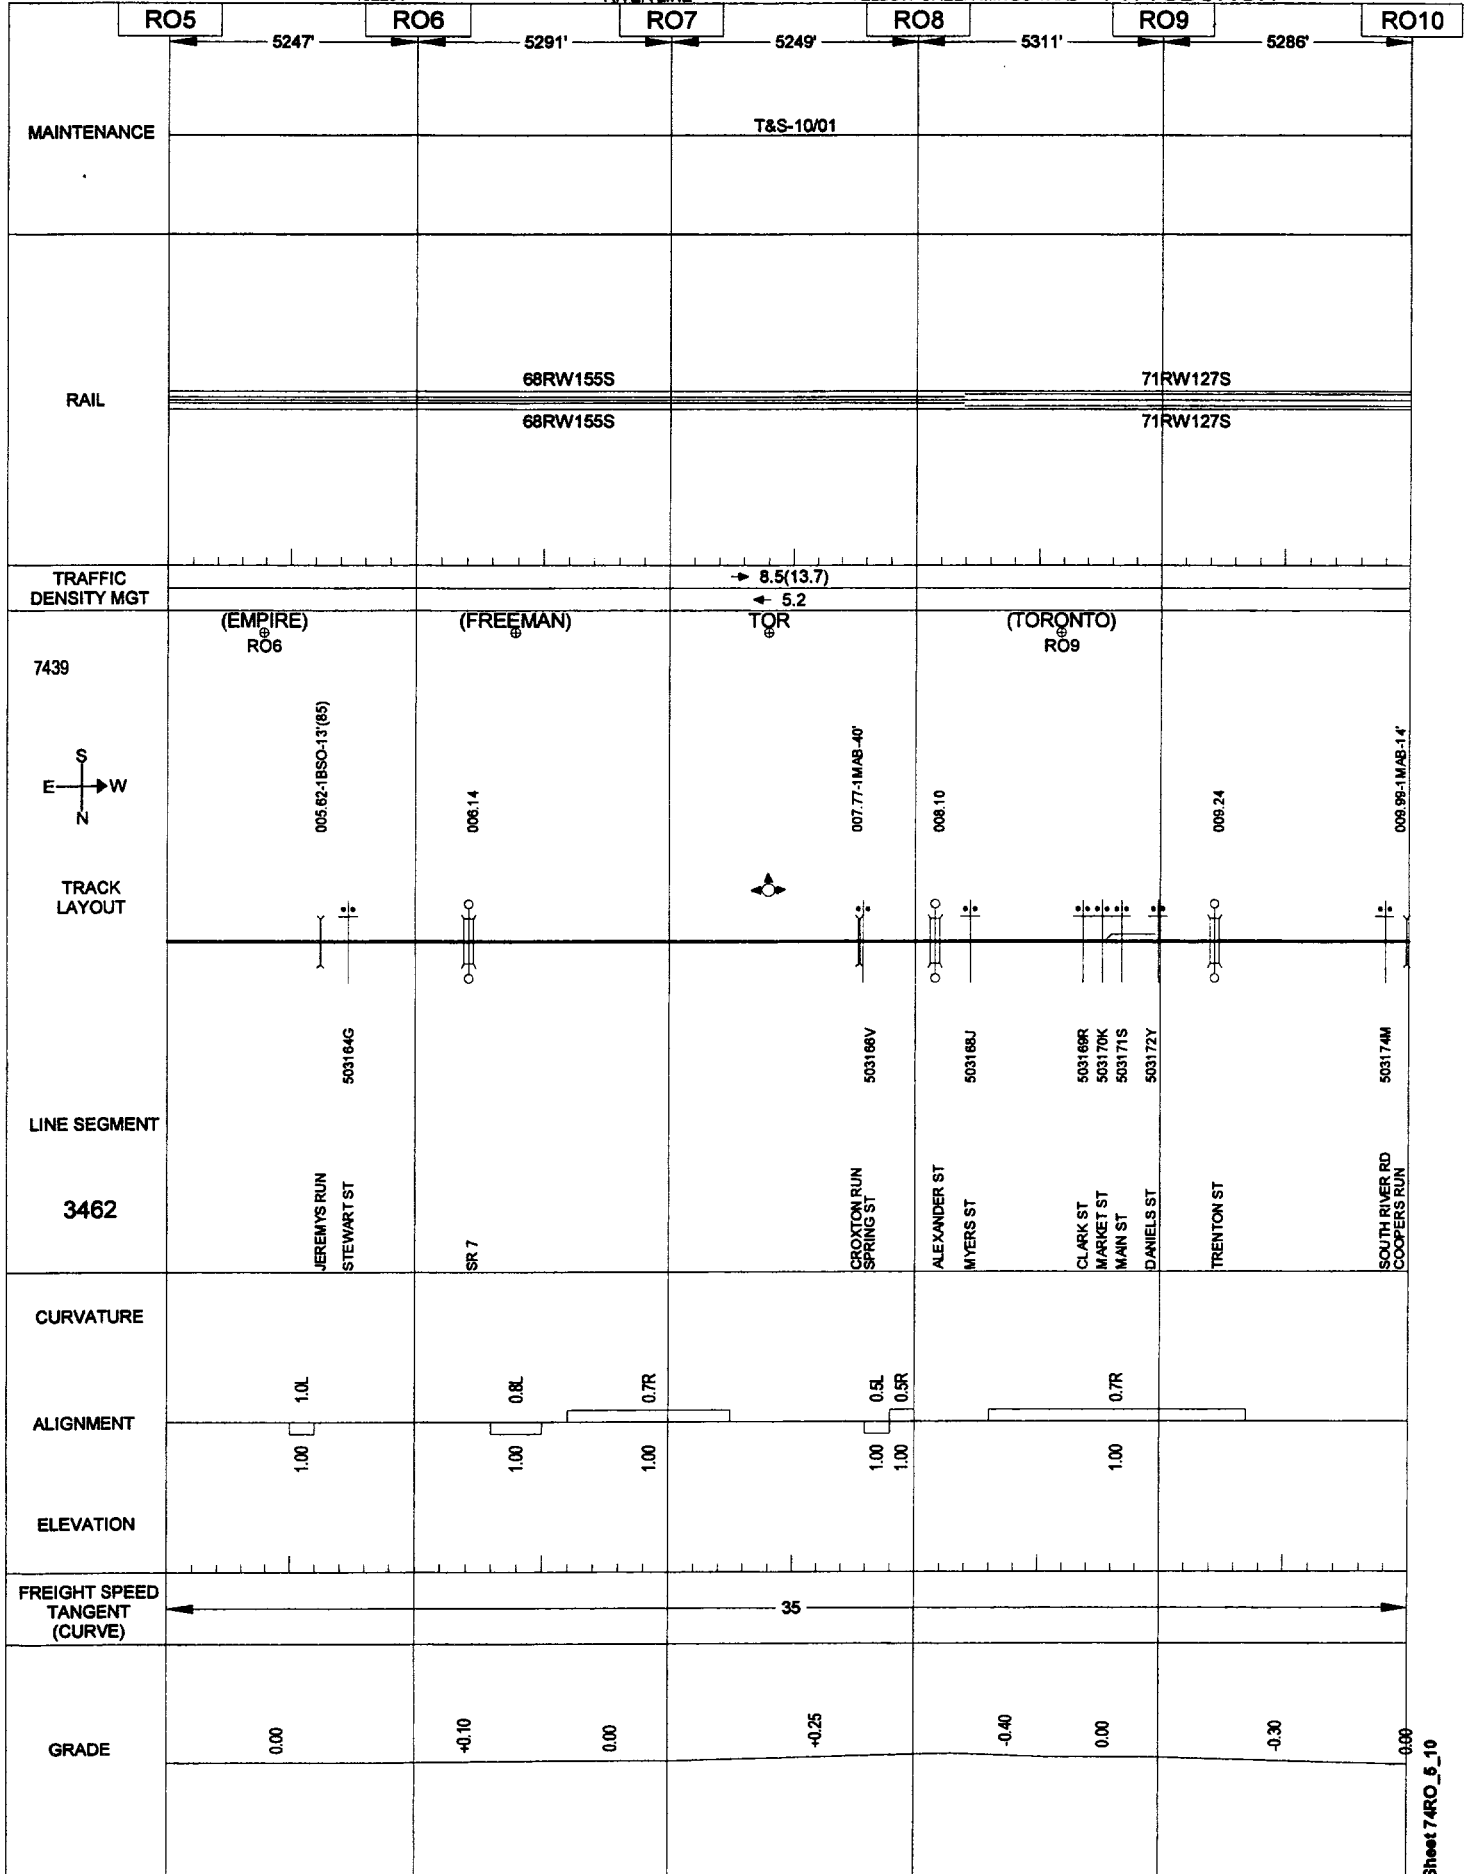 RO5 RO6 RO7 RO8 RO9 RO10
5247' 5291' 5249' 5311' 5286'
MAINTENANCE
T&S-10/01
RAIL
68RW155S 71RW127S
68RW155S 71RW127S
TRAFFIC
DENSITY MGT
8.5(13.7)
5.2
(EMPIRE) (FREEMAN) TOR (TORONTO)
RO6 RO9
7439
S
E W
N
005.62-1BSO-13'(85)
006.14
007.77-1MAB-40'
008.10
009.24
009.99-1MAB-14'
TRACK
LAYOUT
503164G
503166V
503168J
503169R
503170K
503171S
503172Y
503174M
LINE SEGMENT
3462
JEREMYS RUN
STEWART ST
SR 7
CROXTON RUN
SPRING ST
ALEXANDER ST
MYERS ST
CLARK ST
MARKET ST
MAIN ST
DANIELS ST
TRENTON ST
SOUTH RIVER RD
COOPERS RUN
CURVATURE
1.0L 0.8L 0.7R 0.5L 0.5R 0.7R
ALIGNMENT
1.00 1.00 1.00 1.00 1.00 1.00
ELEVATION
FREIGHT SPEED
TANGENT
(CURVE)
35
GRADE
0.00 +0.10 0.00 +0.25 -0.40 0.00 -0.30 0.00
Sheet 74RO_5_10